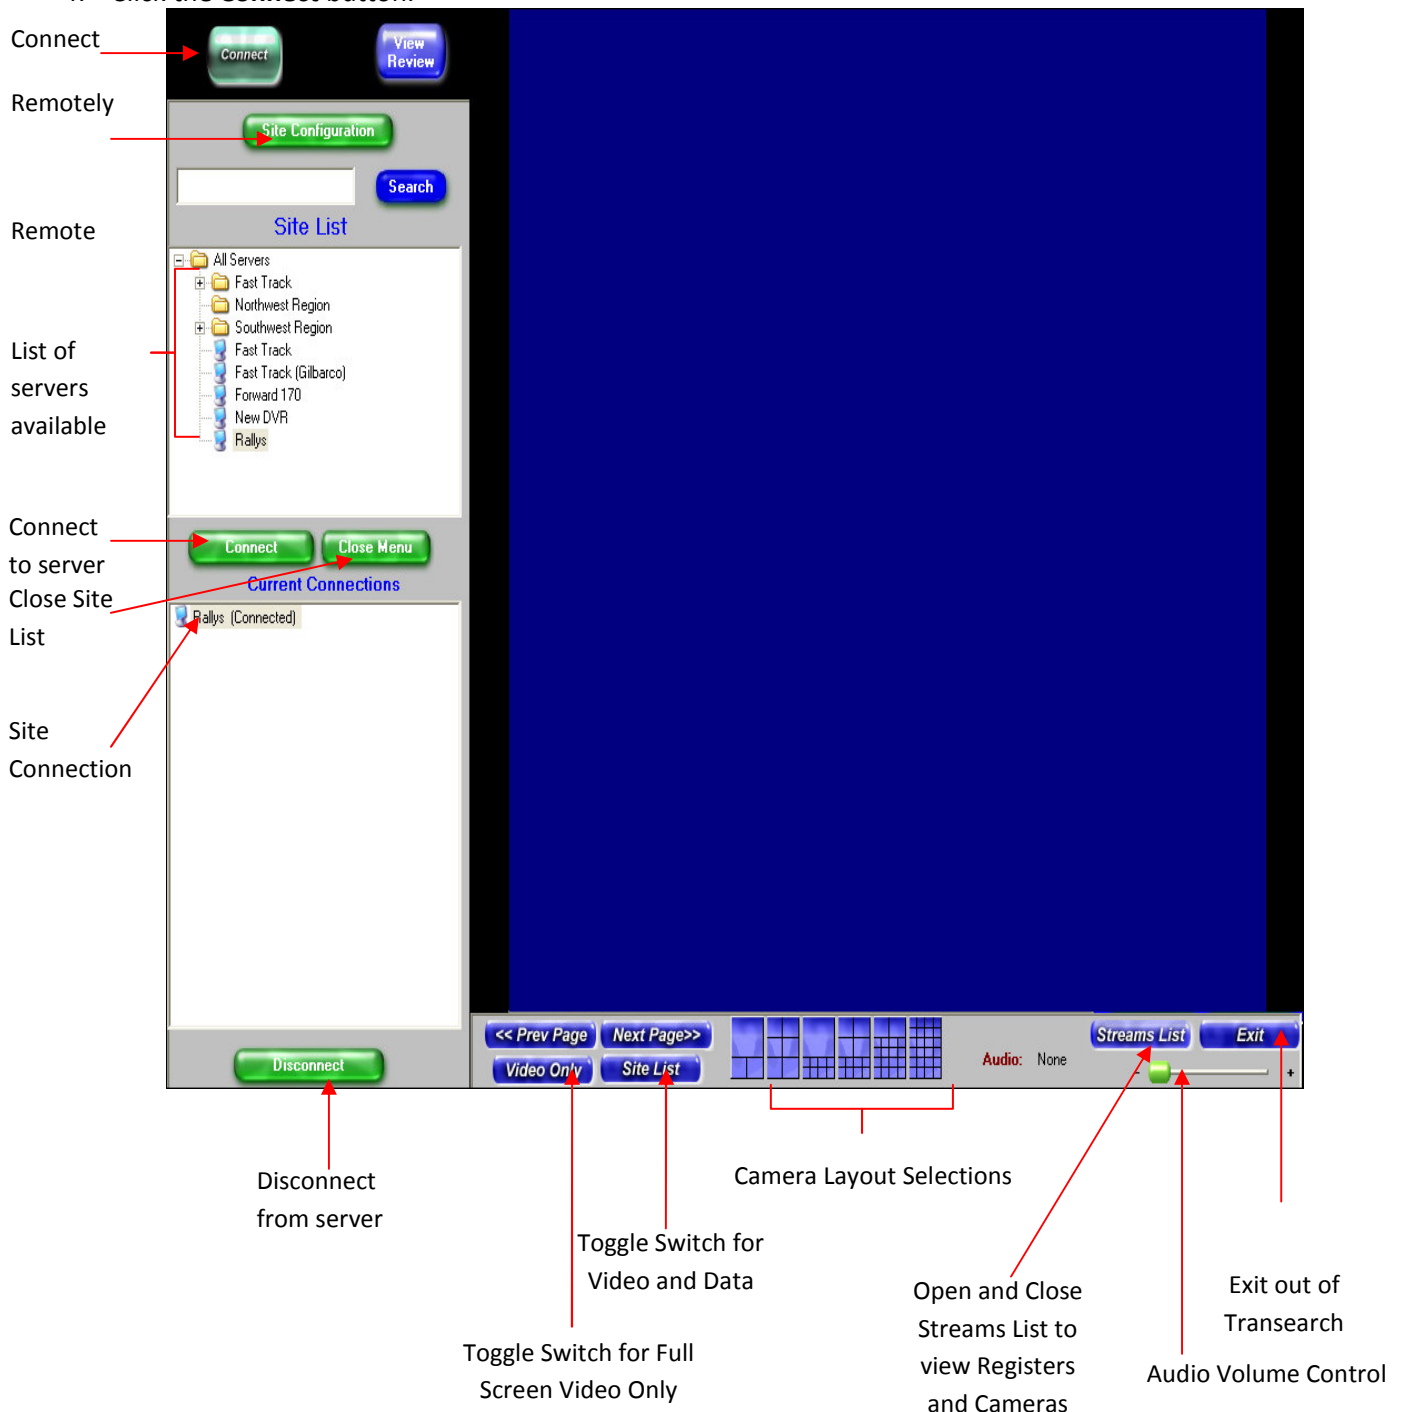 Click the Connect button.
Connect
Connect
View
Review
Remotely
Site Configuration
Search
Remote
Site List
All Servers
Fast Track
Northwest Region
Southwest Region
Fast Track
Fast Track (Gilbarco)
Forward 170
New DVR
Rallys
List of
servers
available
Connect
to server
Connect
Close Menu
Close Site
List
Current Connections
Rallys (Connected)
Site
Connection
Disconnect
<< Prev Page
Next Page>>
Video Only
Site List
Audio: None
Streams List
Exit
- +
Disconnect
from server
Camera Layout Selections
Toggle Switch for
Video and Data
Toggle Switch for Full
Screen Video Only
Open and Close
Streams List to
view Registers
and Cameras
Exit out of
Transearch
Audio Volume Control